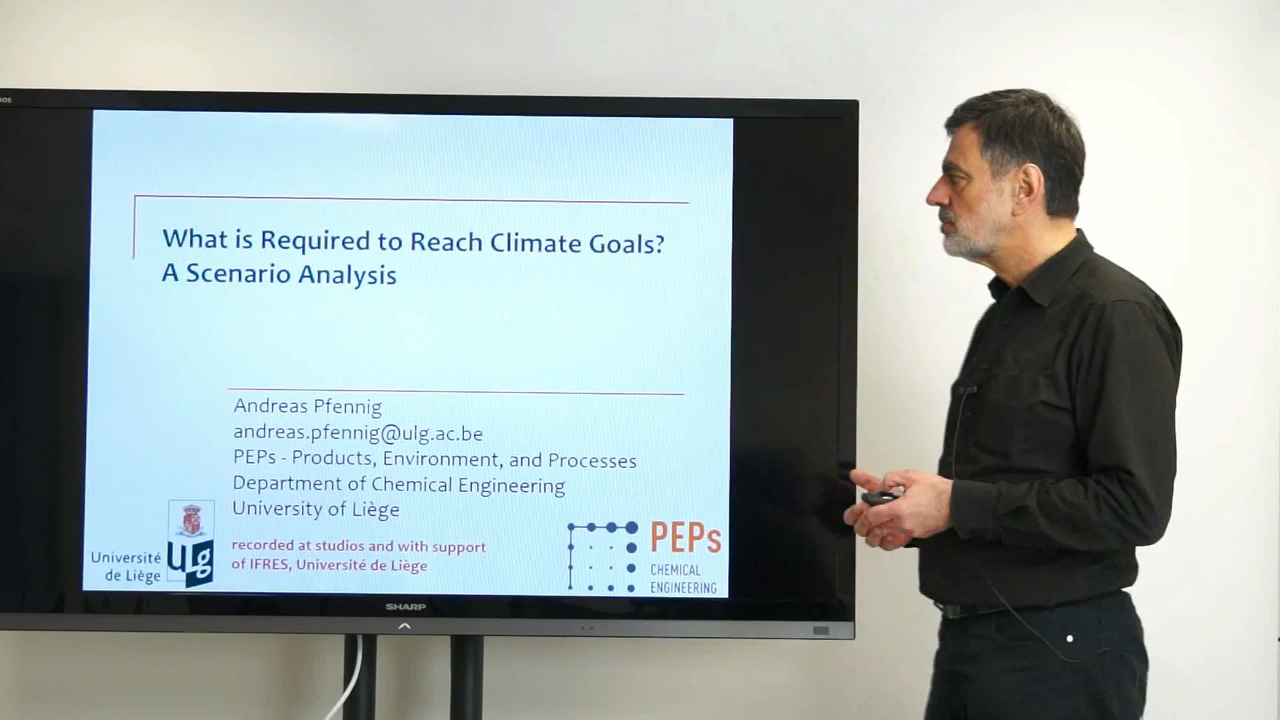 What is Required to Reach Climate Goals?
A Scenario Analysis
Andreas Pfennig
andreas.pfennig@ulg.ac.be
PEPs - Products, Environment, and Processes
Department of Chemical Engineering
University of Liège
recorded at studios and with support
of IFRES, Université de Liège
Université
de Liège
ulg
PEPs
CHEMICAL
ENGINEERING
SHARP